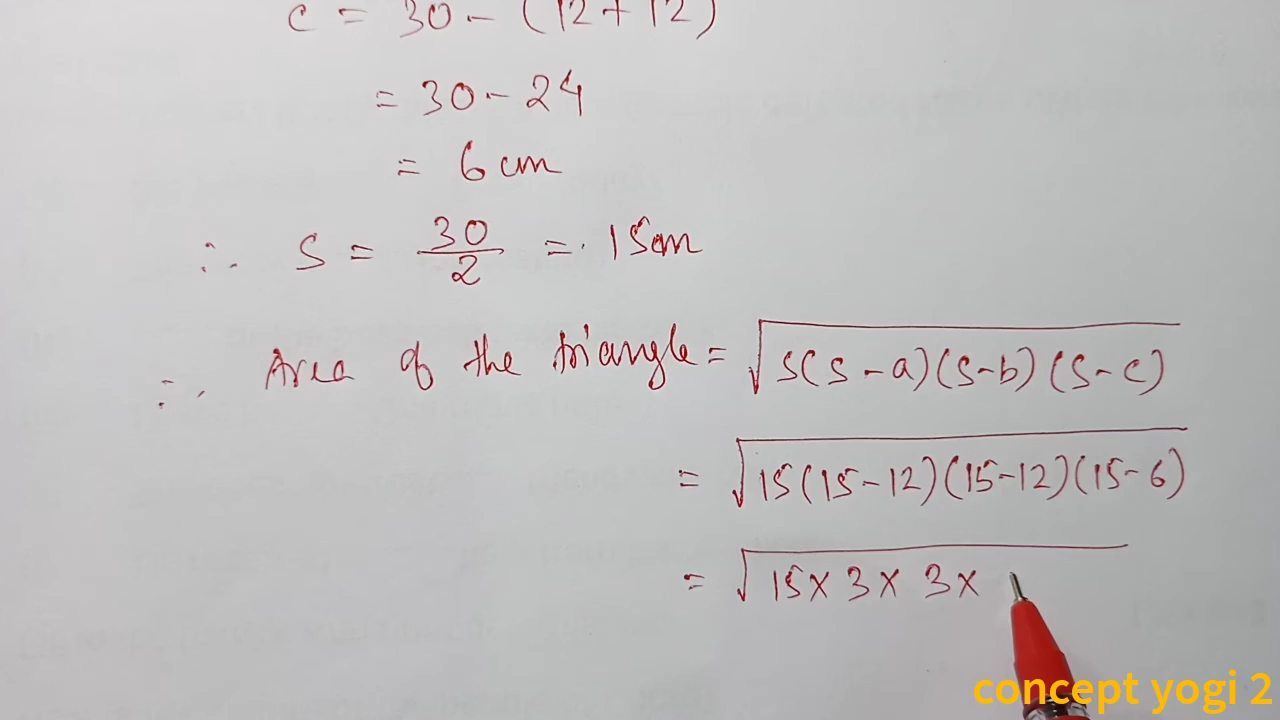 c = 30 - (12 + 12)
= 30 - 24
= 6 cm
∴ S = 30/2 = 15cm
∴ Area of the triangle = √s(s-a)(s-b)(s-c)
= √15(15-12)(15-12)(15-6)
= √15× 3× 3×
concept yogi 2